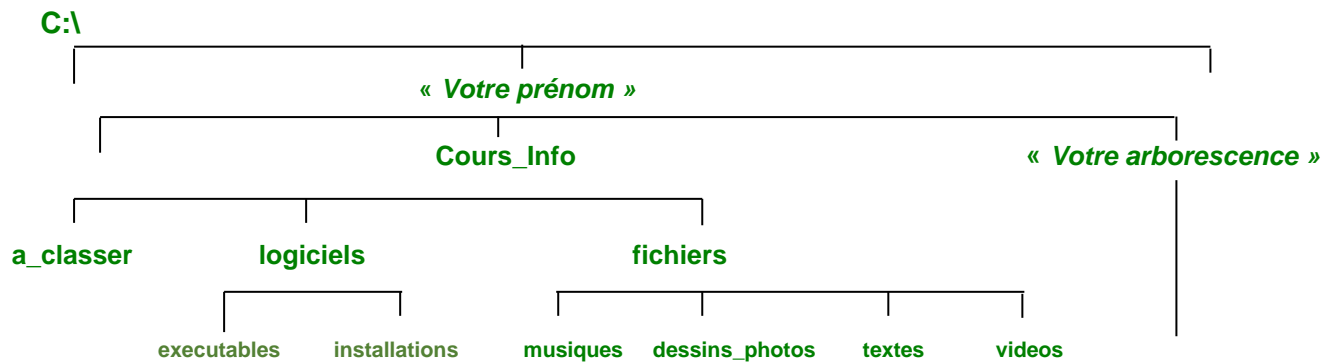 C:\
« Votre prénom »
Cours_Info « Votre arborescence »
a_classer logiciels fichiers
executables installations musiques dessins_photos textes videos